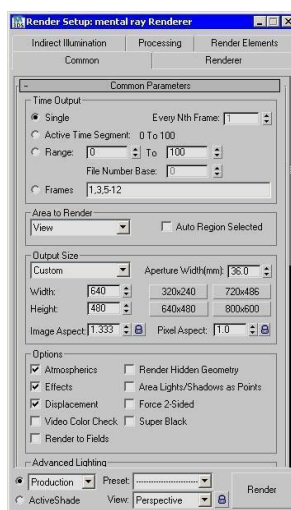 Render Setup: mental ray Renderer
Indirect Illumination Processing Render Elements
Common Renderer
- Common Parameters
Time Output
Single Every Nth Frame: 1
Active Time Segment: 0 To 100
Range: 0 To 100
File Number Base: 0
Frames 1,3,5-12
Area to Render
View Auto Region Selected
Output Size
Custom Aperture Width(mm): 36.0
Width: 640 320x240 720x486
Height: 480 640x480 800x600
Image Aspect: 1.333 Pixel Aspect: 1.0
Options
Atmospherics Render Hidden Geometry
Effects Area Lights/Shadows as Points
Displacement Force 2-Sided
Video Color Check Super Black
Render to Fields
Advanced Lighting
Production Preset: -------------------- Render
ActiveShade View: Perspective